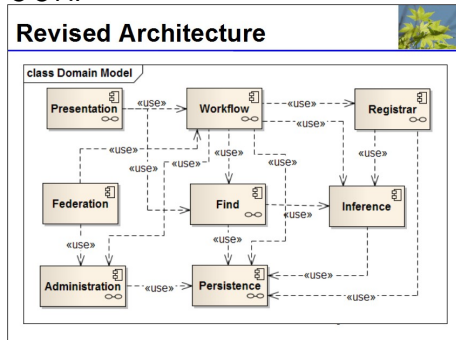 Revised Architecture
class Domain Model
Presentation
«use»
Workflow
«use»
Registrar
«use»
«use»
«use»
«use»
«use»
«use»
Federation
Find
«use»
Inference
«use»
Administration
«use»
Persistence
«use»
«use»